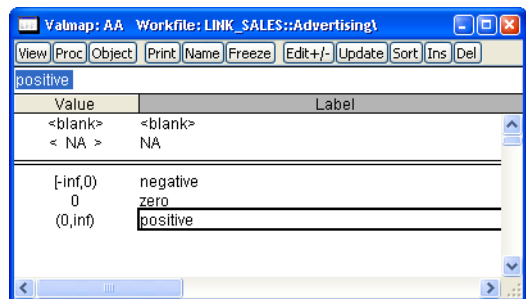 Valmap: AA Workfile: LINK_SALES::Advertising\
View Proc Object Print Name Freeze Edit+/- Update Sort Ins Del
positive
Value Label
<blank> <blank>
< NA > NA
[-inf,0) negative
0 zero
(0,inf) positive